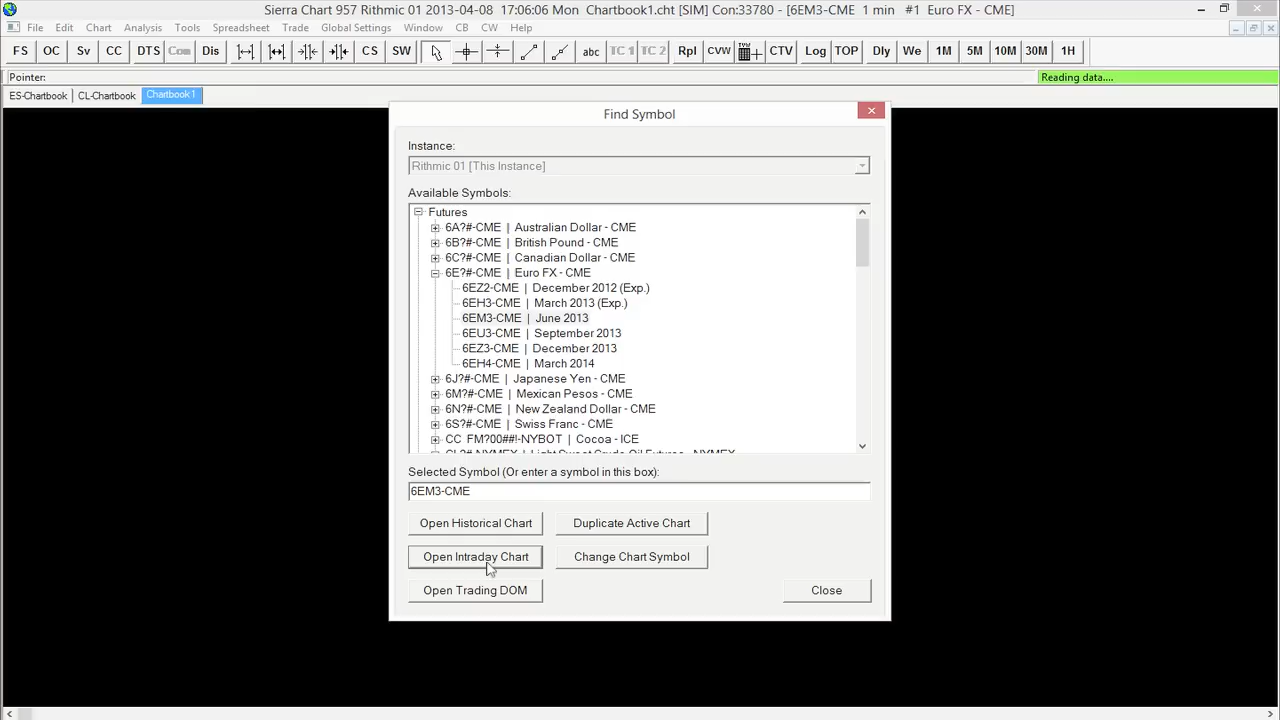 Sierra Chart 957 Rithmic 01 2013-04-08  17:06:06 Mon  Chartbook1.cht [SIM] Con:33780 - [6EM3-CME  1 min  #1  Euro FX - CME]
File Edit Chart Analysis Tools Spreadsheet Trade Global Settings Window CB CW Help
FS OC Sv CC DTS Com Dis CS SW abc TC 1 TC 2 Rpl CVW CTV Log TOP Dly We 1M 5M 10M 30M 1H
Pointer: Reading data....
ES-Chartbook CL-Chartbook Chartbook1
Find Symbol
Instance:
Rithmic 01 [This Instance]
Available Symbols:
Futures
6A?#-CME | Australian Dollar - CME
6B?#-CME | British Pound - CME
6C?#-CME | Canadian Dollar - CME
6E?#-CME | Euro FX - CME
6EZ2-CME | December 2012 (Exp.)
6EH3-CME | March 2013 (Exp.)
6EM3-CME | June 2013
6EU3-CME | September 2013
6EZ3-CME | December 2013
6EH4-CME | March 2014
6J?#-CME | Japanese Yen - CME
6M?#-CME | Mexican Pesos - CME
6N?#-CME | New Zealand Dollar - CME
6S?#-CME | Swiss Franc - CME
CC FM?00##!-NYBOT | Cocoa - ICE
CL?#-NYMEX | Light Sweet Crude Oil Futures - NYMEX
Selected Symbol (Or enter a symbol in this box):
6EM3-CME
Open Historical Chart Duplicate Active Chart
Open Intraday Chart Change Chart Symbol
Open Trading DOM Close